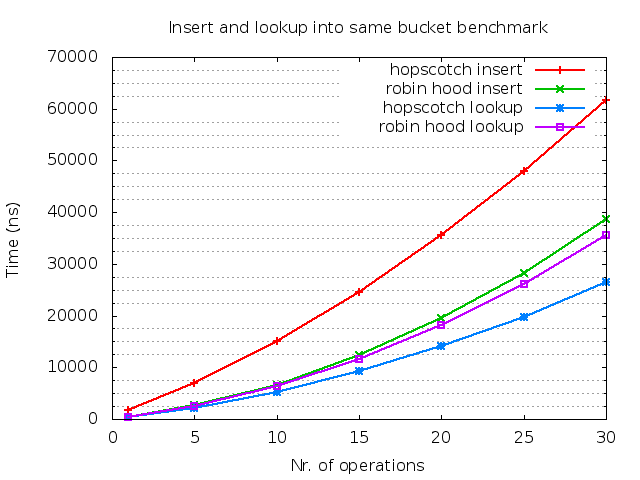 Insert and lookup into same bucket benchmark
70000
60000
50000
40000
30000
20000
10000
0
hopscotch insert
robin hood insert
hopscotch lookup
robin hood lookup
Time (ns)
0 5 10 15 20 25 30
Nr. of operations